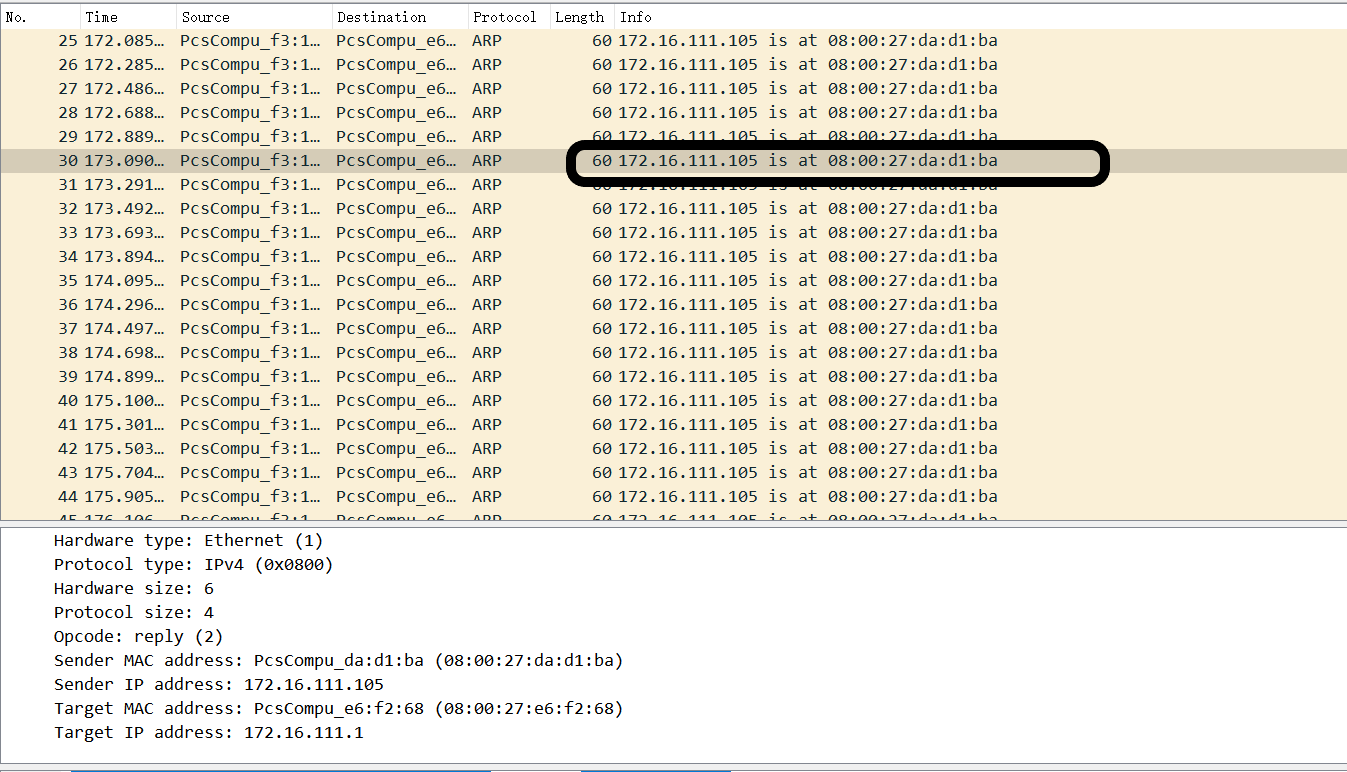 No. Time Source Destination Protocol Length Info
25 172.085… PcsCompu_f3:1… PcsCompu_e6… ARP 60 172.16.111.105 is at 08:00:27:da:d1:ba
26 172.285… PcsCompu_f3:1… PcsCompu_e6… ARP 60 172.16.111.105 is at 08:00:27:da:d1:ba
27 172.486… PcsCompu_f3:1… PcsCompu_e6… ARP 60 172.16.111.105 is at 08:00:27:da:d1:ba
28 172.688… PcsCompu_f3:1… PcsCompu_e6… ARP 60 172.16.111.105 is at 08:00:27:da:d1:ba
29 172.889… PcsCompu_f3:1… PcsCompu_e6… ARP 60 172.16.111.105 is at 08:00:27:da:d1:ba
30 173.090… PcsCompu_f3:1… PcsCompu_e6… ARP 60 172.16.111.105 is at 08:00:27:da:d1:ba
31 173.291… PcsCompu_f3:1… PcsCompu_e6… ARP 60 172.16.111.105 is at 08:00:27:da:d1:ba
32 173.492… PcsCompu_f3:1… PcsCompu_e6… ARP 60 172.16.111.105 is at 08:00:27:da:d1:ba
33 173.693… PcsCompu_f3:1… PcsCompu_e6… ARP 60 172.16.111.105 is at 08:00:27:da:d1:ba
34 173.894… PcsCompu_f3:1… PcsCompu_e6… ARP 60 172.16.111.105 is at 08:00:27:da:d1:ba
35 174.095… PcsCompu_f3:1… PcsCompu_e6… ARP 60 172.16.111.105 is at 08:00:27:da:d1:ba
36 174.296… PcsCompu_f3:1… PcsCompu_e6… ARP 60 172.16.111.105 is at 08:00:27:da:d1:ba
37 174.497… PcsCompu_f3:1… PcsCompu_e6… ARP 60 172.16.111.105 is at 08:00:27:da:d1:ba
38 174.698… PcsCompu_f3:1… PcsCompu_e6… ARP 60 172.16.111.105 is at 08:00:27:da:d1:ba
39 174.899… PcsCompu_f3:1… PcsCompu_e6… ARP 60 172.16.111.105 is at 08:00:27:da:d1:ba
40 175.100… PcsCompu_f3:1… PcsCompu_e6… ARP 60 172.16.111.105 is at 08:00:27:da:d1:ba
41 175.301… PcsCompu_f3:1… PcsCompu_e6… ARP 60 172.16.111.105 is at 08:00:27:da:d1:ba
42 175.503… PcsCompu_f3:1… PcsCompu_e6… ARP 60 172.16.111.105 is at 08:00:27:da:d1:ba
43 175.704… PcsCompu_f3:1… PcsCompu_e6… ARP 60 172.16.111.105 is at 08:00:27:da:d1:ba
44 175.905… PcsCompu_f3:1… PcsCompu_e6… ARP 60 172.16.111.105 is at 08:00:27:da:d1:ba
45 176.106… PcsCompu_f3:1… PcsCompu_e6… ARP 60 172.16.111.105 is at 08:00:27:da:d1:ba
Hardware type: Ethernet (1)
Protocol type: IPv4 (0x0800)
Hardware size: 6
Protocol size: 4
Opcode: reply (2)
Sender MAC address: PcsCompu_da:d1:ba (08:00:27:da:d1:ba)
Sender IP address: 172.16.111.105
Target MAC address: PcsCompu_e6:f2:68 (08:00:27:e6:f2:68)
Target IP address: 172.16.111.1